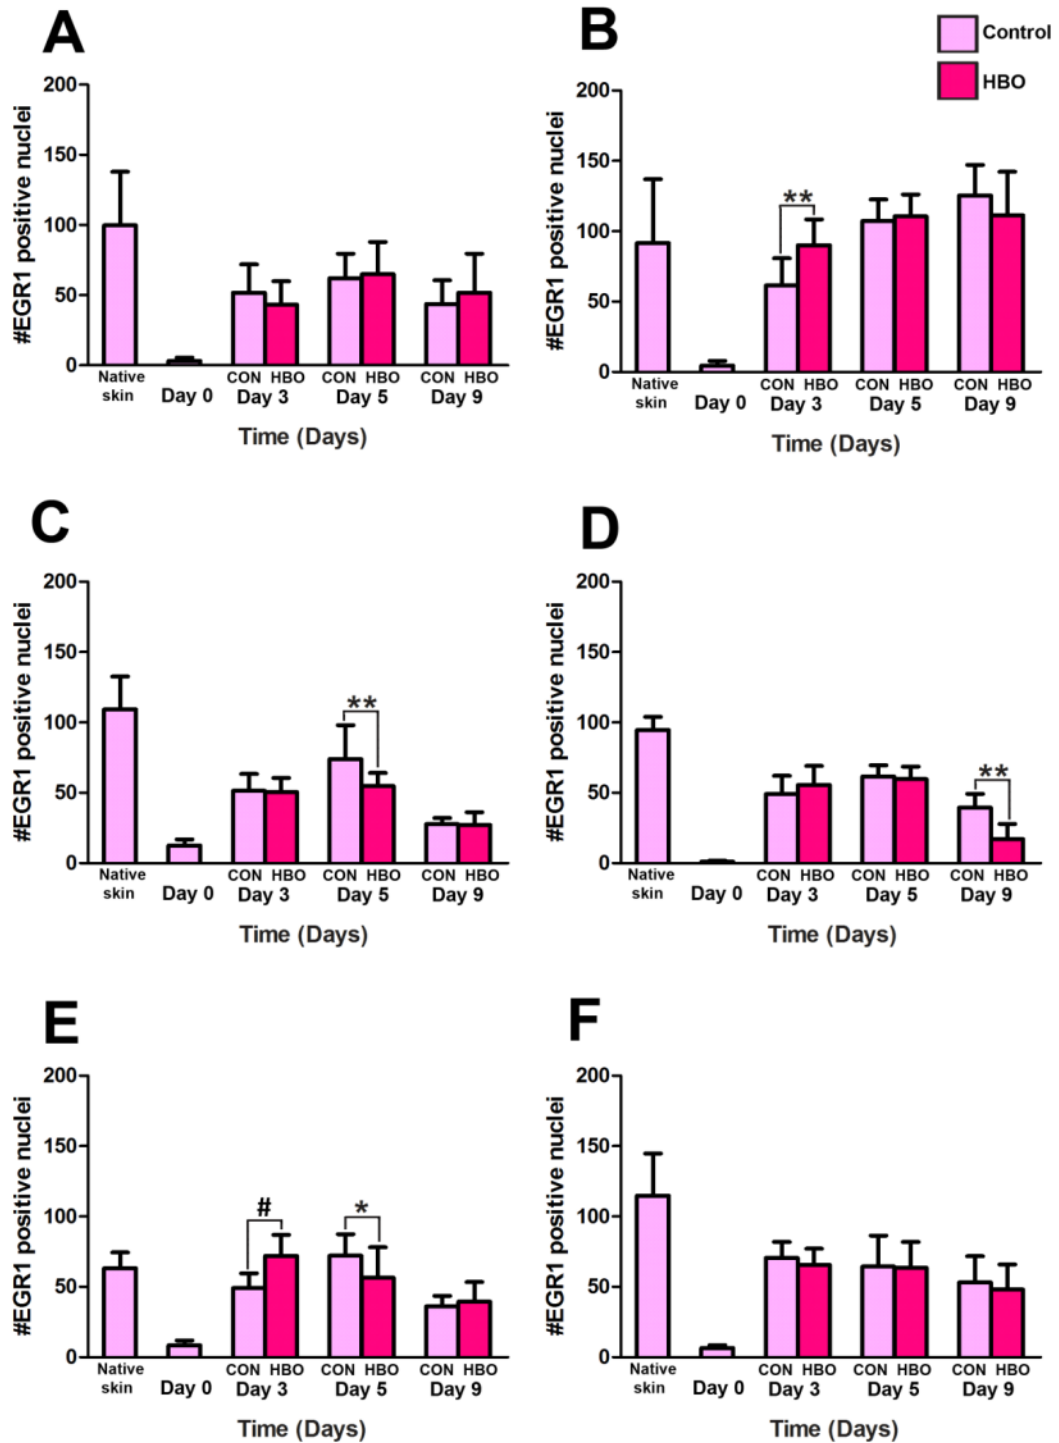 A
#EGR1 positive nuclei
200
150
100
50
0
Native
skin
Day 0
CON HBO
Day 3
CON HBO
Day 5
CON HBO
Day 9
Time (Days)
B
Control
HBO
#EGR1 positive nuclei
200
150
100
50
0
**
Native
skin
Day 0
CON HBO
Day 3
CON HBO
Day 5
CON HBO
Day 9
Time (Days)
C
#EGR1 positive nuclei
200
150
100
50
0
**
Native
skin
Day 0
CON HBO
Day 3
CON HBO
Day 5
CON HBO
Day 9
Time (Days)
D
#EGR1 positive nuclei
200
150
100
50
0
**
Native
skin
Day 0
CON HBO
Day 3
CON HBO
Day 5
CON HBO
Day 9
Time (Days)
E
#EGR1 positive nuclei
200
150
100
50
0
#
*
Native
skin
Day 0
CON HBO
Day 3
CON HBO
Day 5
CON HBO
Day 9
Time (Days)
F
#EGR1 positive nuclei
200
150
100
50
0
Native
skin
Day 0
CON HBO
Day 3
CON HBO
Day 5
CON HBO
Day 9
Time (Days)